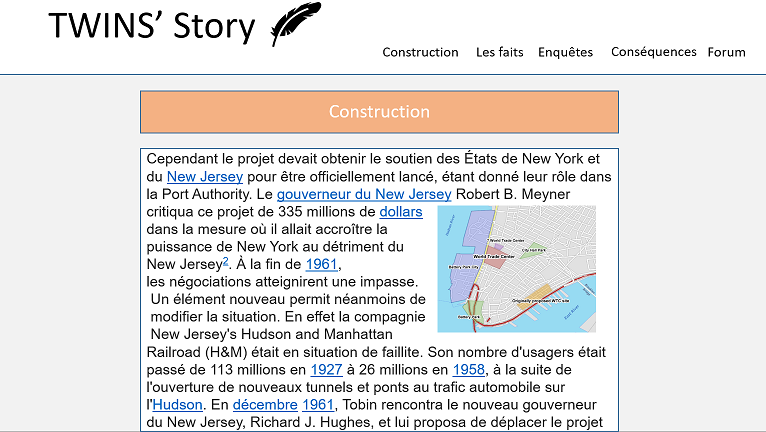 TWINS’ Story
Construction Les faits Enquêtes Conséquences Forum
Construction
Cependant le projet devait obtenir le soutien des États de New York et
du New Jersey pour être officiellement lancé, étant donné leur rôle dans
la Port Authority. Le gouverneur du New Jersey Robert B. Meyner
critiqua ce projet de 335 millions de dollars
dans la mesure où il allait accroître la
puissance de New York au détriment du
New Jersey². À la fin de 1961,
les négociations atteignirent une impasse.
Un élément nouveau permit néanmoins de
modifier la situation. En effet la compagnie
New Jersey's Hudson and Manhattan
Railroad (H&M) était en situation de faillite. Son nombre d'usagers était
passé de 113 millions en 1927 à 26 millions en 1958, à la suite de
l'ouverture de nouveaux tunnels et ponts au trafic automobile sur
l'Hudson. En décembre 1961, Tobin rencontra le nouveau gouverneur
du New Jersey, Richard J. Hughes, et lui proposa de déplacer le projet
7 World Trade Center
City Hall Park
World Trade Center
Battery Park City
Originally proposed WTC site
Battery Park
East River